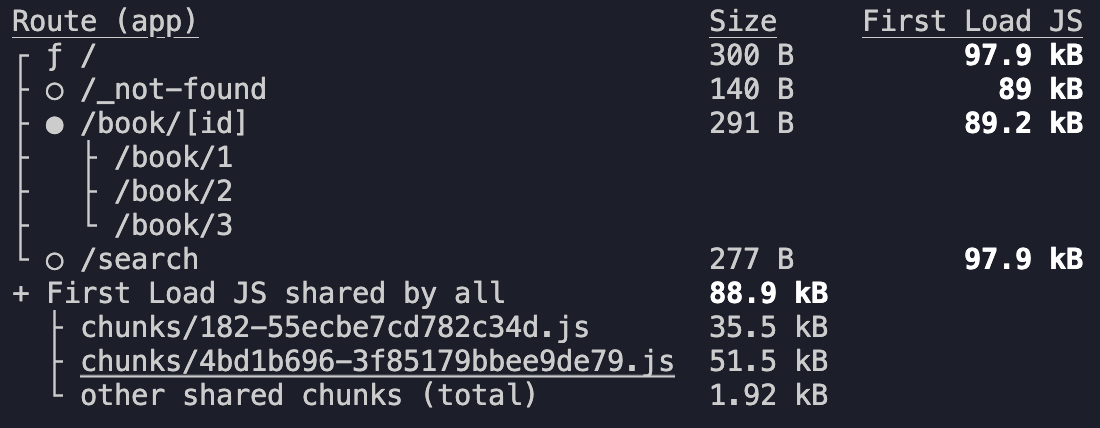 Route (app) Size First Load JS
┌ ƒ / 300 B 97.9 kB
├ ○ /_not-found 140 B 89 kB
├ ● /book/[id] 291 B 89.2 kB
├   ├ /book/1
├   ├ /book/2
├   └ /book/3
└ ○ /search 277 B 97.9 kB
+ First Load JS shared by all 88.9 kB
  ├ chunks/182-55ecbe7cd782c34d.js 35.5 kB
  ├ chunks/4bd1b696-3f85179bbee9de79.js 51.5 kB
  └ other shared chunks (total) 1.92 kB